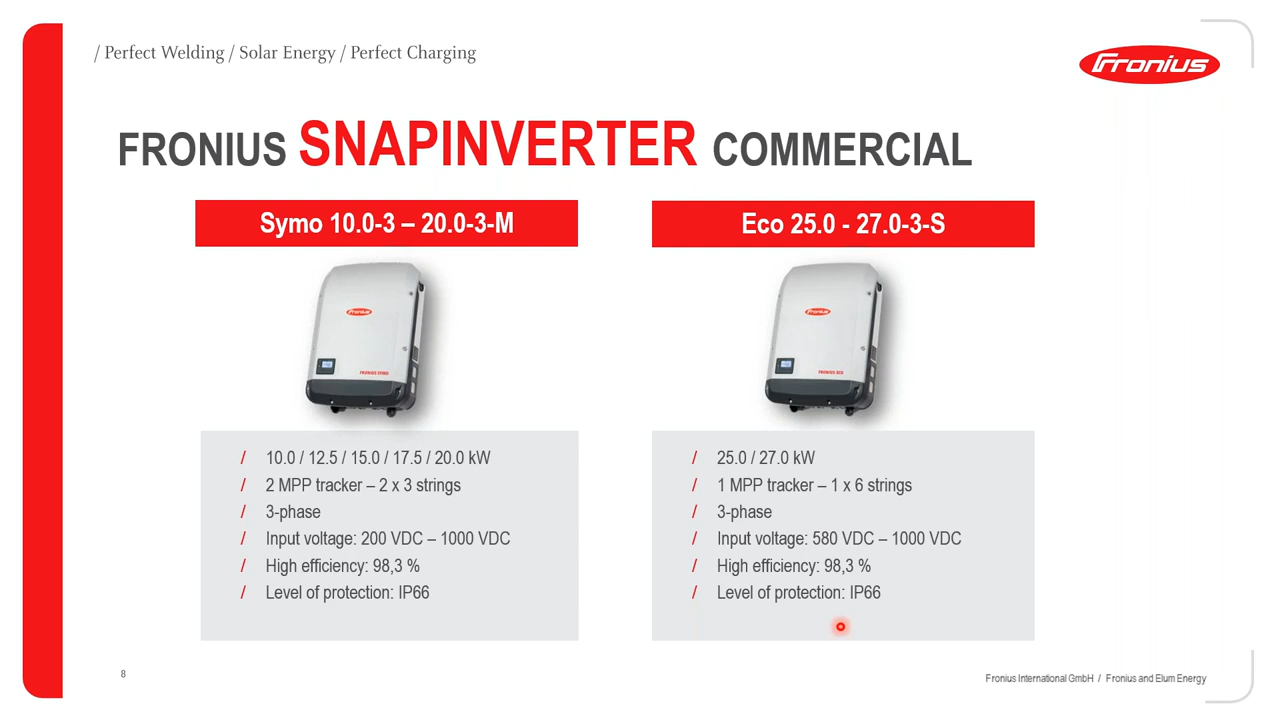 / Perfect Welding / Solar Energy / Perfect Charging
Fronius
FRONIUS SNAPINVERTER COMMERCIAL
Symo 10.0-3 – 20.0-3-M
Fronius
FRONIUS SYMO
/ 10.0 / 12.5 / 15.0 / 17.5 / 20.0 kW
/ 2 MPP tracker – 2 x 3 strings
/ 3-phase
/ Input voltage: 200 VDC – 1000 VDC
/ High efficiency: 98,3 %
/ Level of protection: IP66
Eco 25.0 - 27.0-3-S
Fronius
FRONIUS ECO
/ 25.0 / 27.0 kW
/ 1 MPP tracker – 1 x 6 strings
/ 3-phase
/ Input voltage: 580 VDC – 1000 VDC
/ High efficiency: 98,3 %
/ Level of protection: IP66
8
Fronius International GmbH / Fronius and Elum Energy